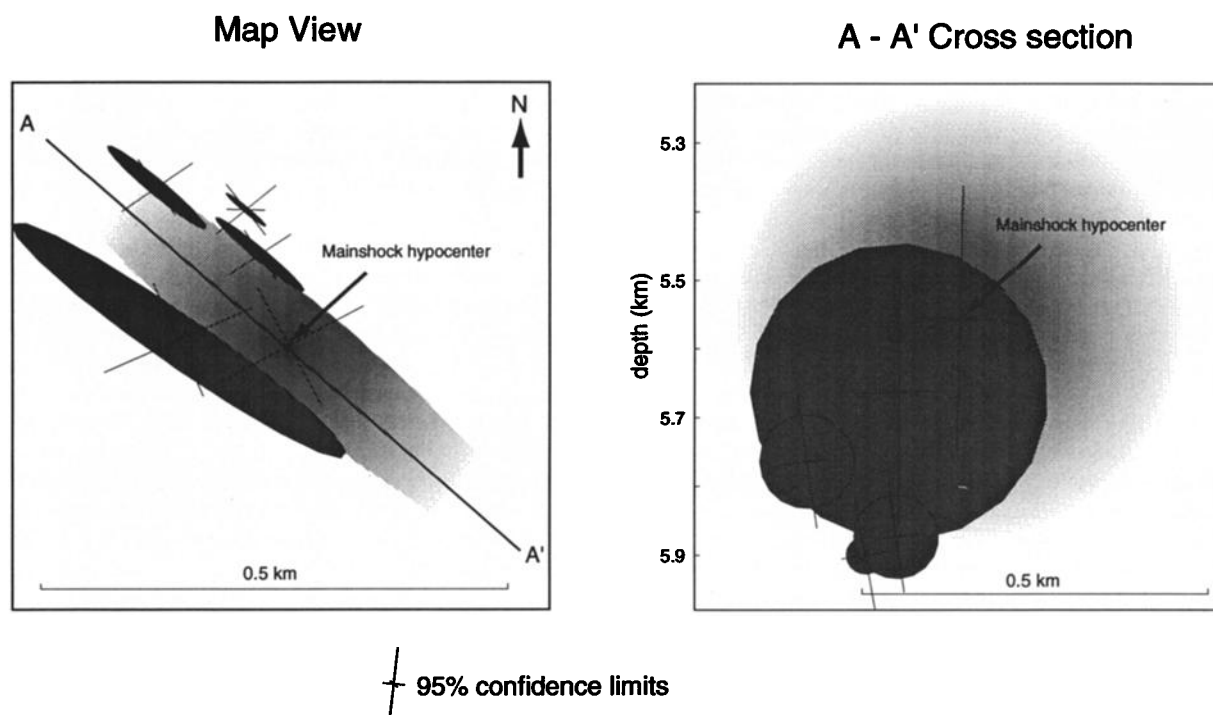 Map View
A - A' Cross section
N
A
Mainshock hypocenter
A'
0.5 km
depth (km)
5.3
5.5
5.7
5.9
Mainshock hypocenter
0.5 km
95% confidence limits